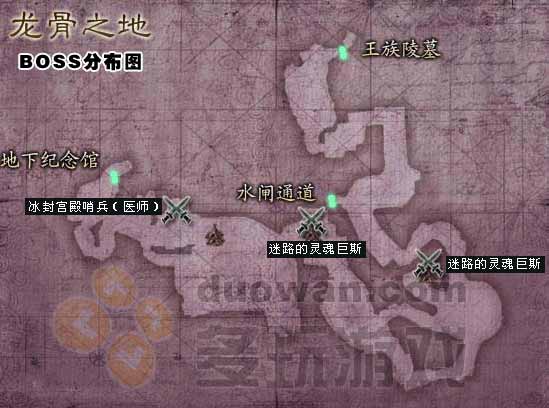 龙骨之地
BOSS分布图
王族陵墓
地下纪念馆
冰封宫殿哨兵（医师）
水闸通道
迷路的灵魂巨斯
迷路的灵魂巨斯
duowan.com
多玩游戏